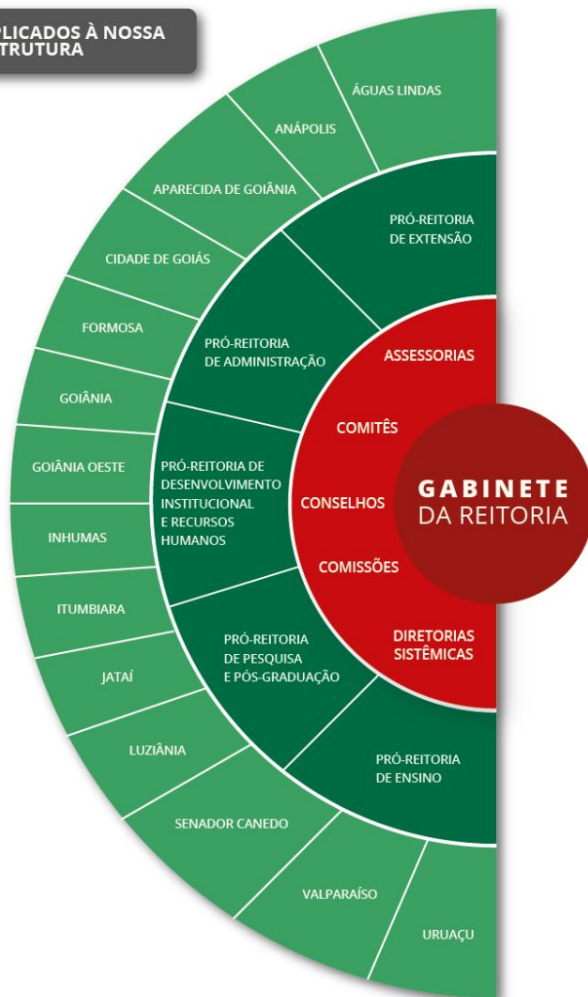 PLICADOS À NOSSA
TRUTURA
ÁGUAS LINDAS
ANÁPOLIS
APARECIDA DE GOIÂNIA
CIDADE DE GOIÁS
FORMOSA
GOIÂNIA
GOIÂNIA OESTE
INHUMAS
ITUMBIARA
JATAÍ
LUZIÂNIA
SENADOR CANEDO
VALPARAÍSO
URUAÇU
PRÓ-REITORIA
DE EXTENSÃO
PRÓ-REITORIA
DE ADMINISTRAÇÃO
PRÓ-REITORIA DE
DESENVOLVIMENTO
INSTITUCIONAL
E RECURSOS
HUMANOS
PRÓ-REITORIA
DE PESQUISA
E PÓS-GRADUAÇÃO
PRÓ-REITORIA
DE ENSINO
ASSESSORIAS
COMITÊS
CONSELHOS
COMISSÕES
DIRETORIAS
SISTÊMICAS
GABINETE
DA REITORIA